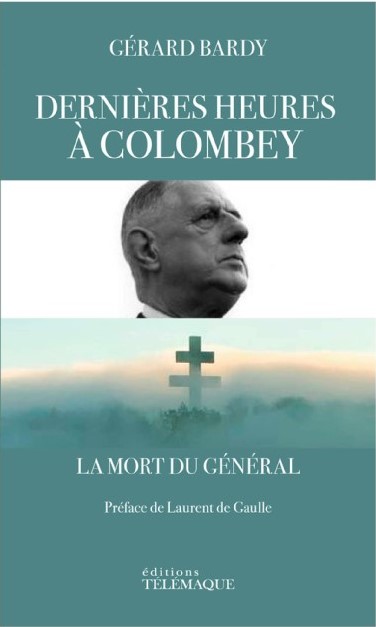 GÉRARD BARDY
DERNIÈRES HEURES
À COLOMBEY
LA MORT DU GÉNÉRAL
Préface de Laurent de Gaulle
éditions
TÉLÉMAQUE